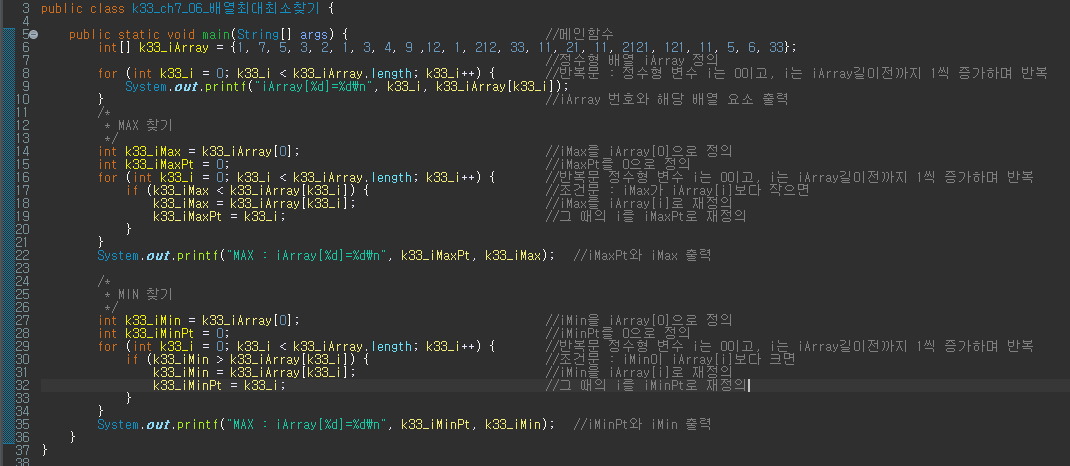 3 public class k33_ch7_06_배열최대최소찾기 {
4
5 public static void main(String[] args) { //메인함수
6 int[] k33_iArray = {1, 7, 5, 3, 2, 1, 3, 4, 9 ,12, 1, 212, 33, 11, 21, 11, 2121, 121, 11, 5, 6, 33};
7 //정수형 배열 iArray 정의
8 for (int k33_i = 0; k33_i < k33_iArray.length; k33_i++) { //반복문 : 정수형 변수 i는 0이고, i는 iArray길이전까지 1씩 증가하며 반복
9 System.out.printf("iArray[%d]=%d₩n", k33_i, k33_iArray[k33_i]);
10 } //iArray 번호와 해당 배열 요소 출력
11 /*
12 * MAX 찾기
13 */
14 int k33_iMax = k33_iArray[0]; //iMax를 iArray[0]으로 정의
15 int k33_iMaxPt = 0; //iMaxPt를 0으로 정의
16 for (int k33_i = 0; k33_i < k33_iArray.length; k33_i++) { //반복문 정수형 변수 i는 0이고, i는 iArray길이전까지 1씩 증가하며 반복
17 if (k33_iMax < k33_iArray[k33_i]) { //조건문 : iMax가 iArray[i]보다 작으면
18 k33_iMax = k33_iArray[k33_i]; //iMax를 iArray[i]로 재정의
19 k33_iMaxPt = k33_i; //그 때의 i를 iMaxPt로 재정의
20 }
21 }
22 System.out.printf("MAX : iArray[%d]=%d₩n", k33_iMaxPt, k33_iMax); //iMaxPt와 iMax 출력
23
24 /*
25 * MIN 찾기
26 */
27 int k33_iMin = k33_iArray[0]; //iMin을 iArray[0]으로 정의
28 int k33_iMinPt = 0; //iMinPt를 0으로 정의
29 for (int k33_i = 0; k33_i < k33_iArray.length; k33_i++) { //반복문 정수형 변수 i는 0이고, i는 iArray길이전까지 1씩 증가하며 반복
30 if (k33_iMin > k33_iArray[k33_i]) { //조건문 : iMin이 iArray[i]보다 크면
31 k33_iMin = k33_iArray[k33_i]; //iMin을 iArray[i]로 재정의
32 k33_iMinPt = k33_i; //그 때의 i를 iMinPt로 재정의
33 }
34 }
35 System.out.printf("MAX : iArray[%d]=%d₩n", k33_iMinPt, k33_iMin); //iMinPt와 iMin 출력
36 }
37 }
38